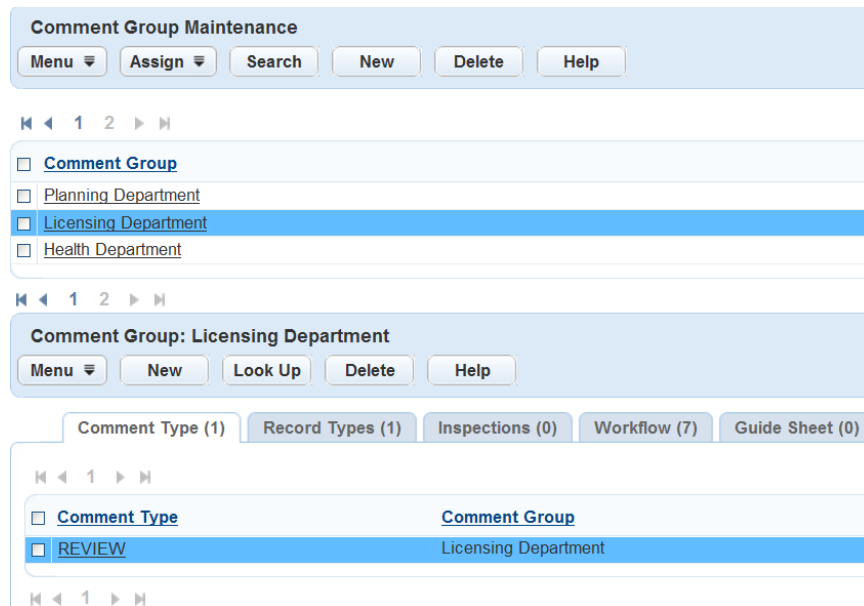 Comment Group Maintenance
Menu Assign Search New Delete Help
1 2
Comment Group
Planning Department
Licensing Department
Health Department
1 2
Comment Group: Licensing Department
Menu New Look Up Delete Help
Comment Type (1) Record Types (1) Inspections (0) Workflow (7) Guide Sheet (0)
1
Comment Type Comment Group
REVIEW Licensing Department
1